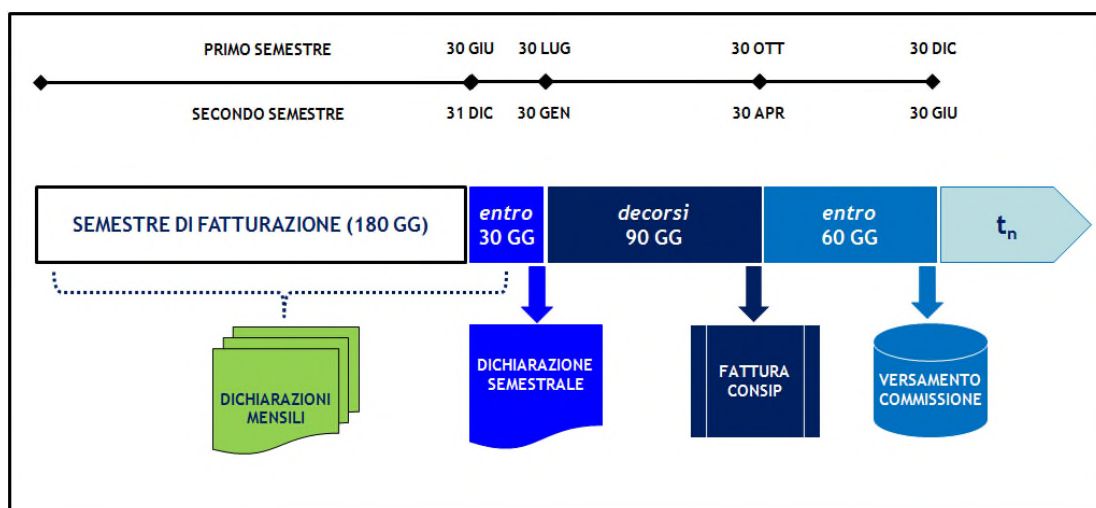 PRIMO SEMESTRE
30 GIU
30 LUG
30 OTT
30 DIC
SECONDO SEMESTRE
31 DIC
30 GEN
30 APR
30 GIU
SEMESTRE DI FATTURAZIONE (180 GG)
entro
30 GG
decorsi
90 GG
entro
60 GG
tn
DICHIARAZIONI
MENSILI
DICHIARAZIONE
SEMESTRALE
FATTURA
CONSIP
VERSAMENTO
COMMISSIONE